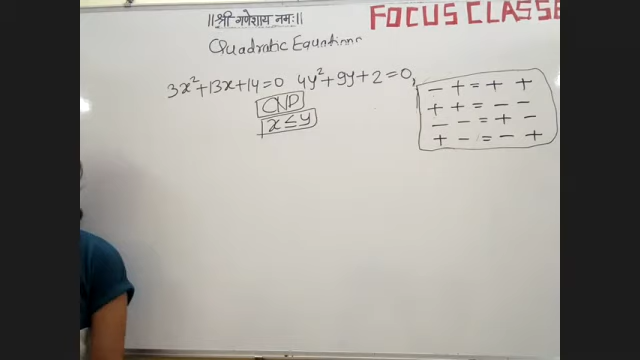 ||श्री गणेशाय नमः||
FOCUS CLASSE
Quadratic Equations
3x²+13x+14=0 4y²+9y+2=0,
CND
x≤y
- + = + +
+ + = - -
- - = + -
+ - = - +